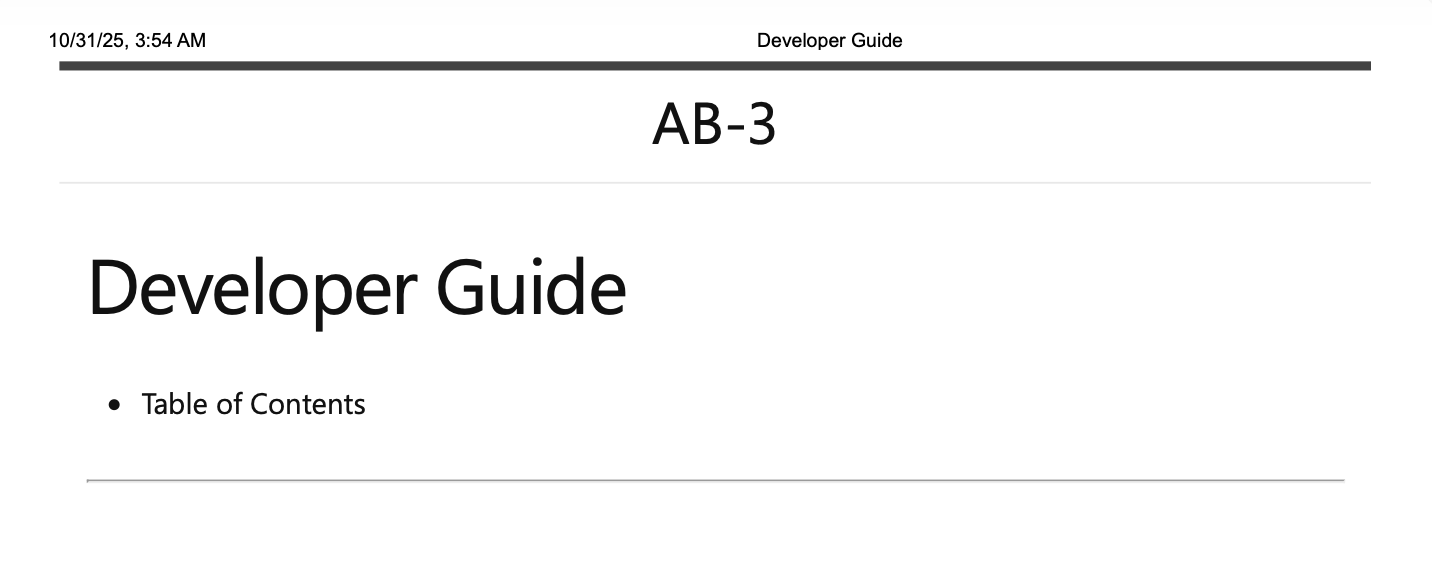 10/31/25, 3:54 AM Developer Guide
AB-3
Developer Guide
• Table of Contents